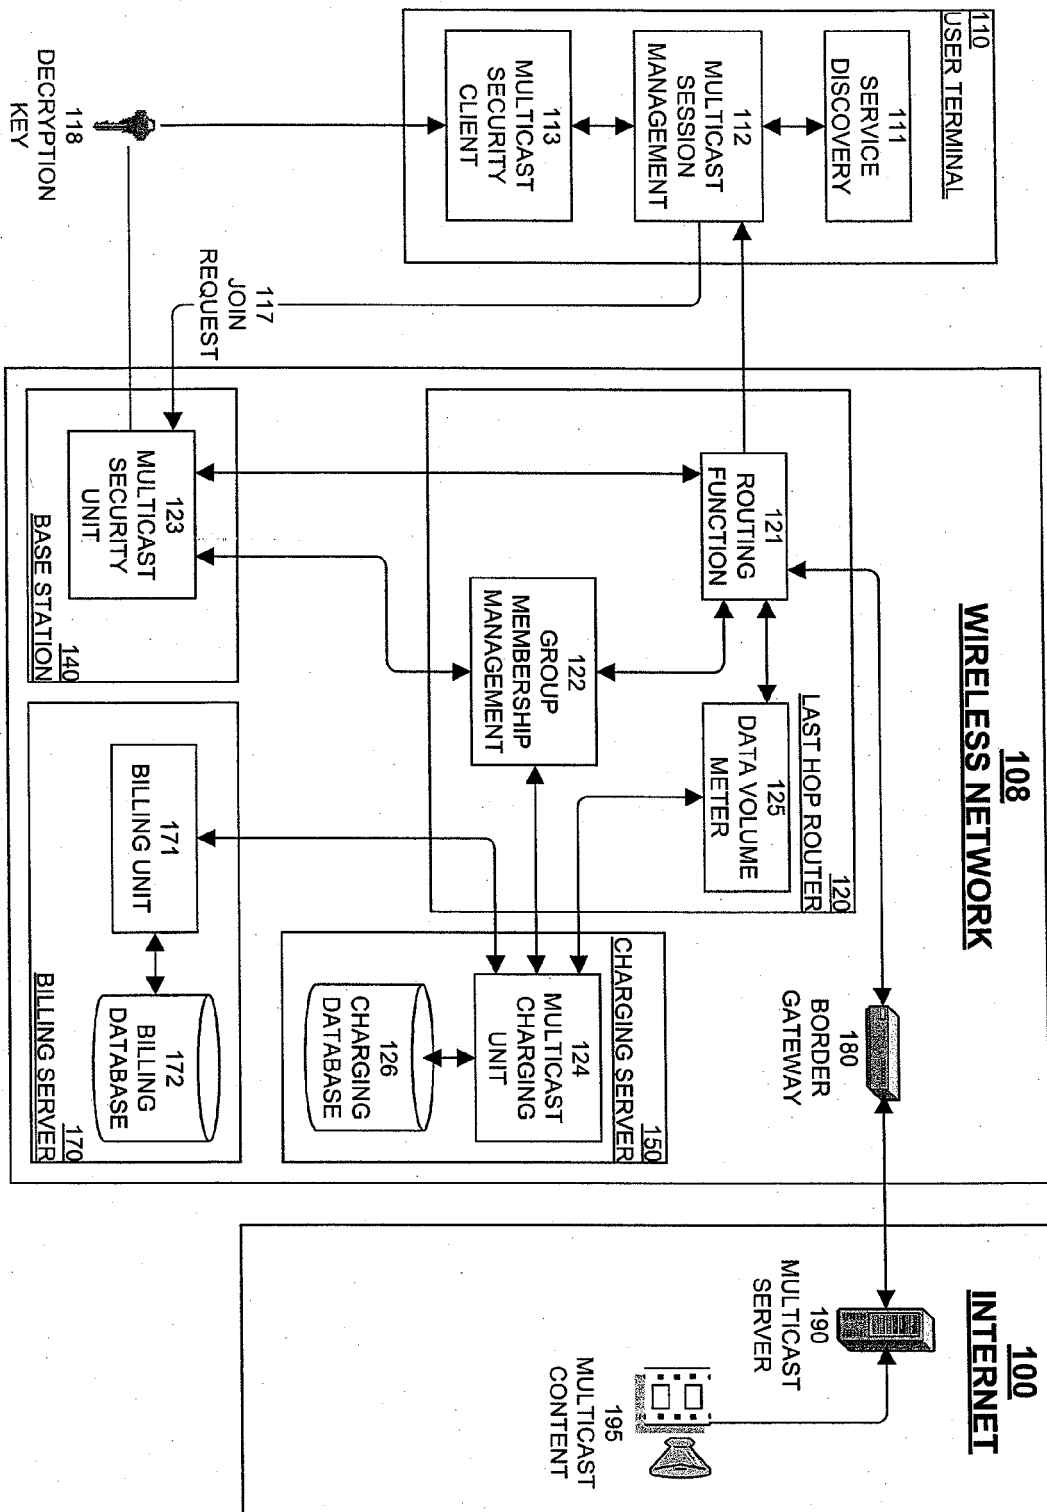 110
USER TERMINAL
111
SERVICE
DISCOVERY
112
MULTICAST
SESSION
MANAGEMENT
113
MULTICAST
SECURITY
CLIENT
118
DECRYPTION
KEY
117
JOIN
REQUEST
108
WIRELESS NETWORK
LAST HOP ROUTER
120
121
ROUTING
FUNCTION
125
DATA VOLUME
METER
122
GROUP
MEMBERSHIP
MANAGEMENT
123
MULTICAST
SECURITY
UNIT
BASE STATION
140
180
BORDER
GATEWAY
CHARGING SERVER
150
124
MULTICAST
CHARGING
UNIT
126
CHARGING
DATABASE
171
BILLING UNIT
172
BILLING
DATABASE
BILLING SERVER
170
100
INTERNET
190
MULTICAST
SERVER
195
MULTICAST
CONTENT